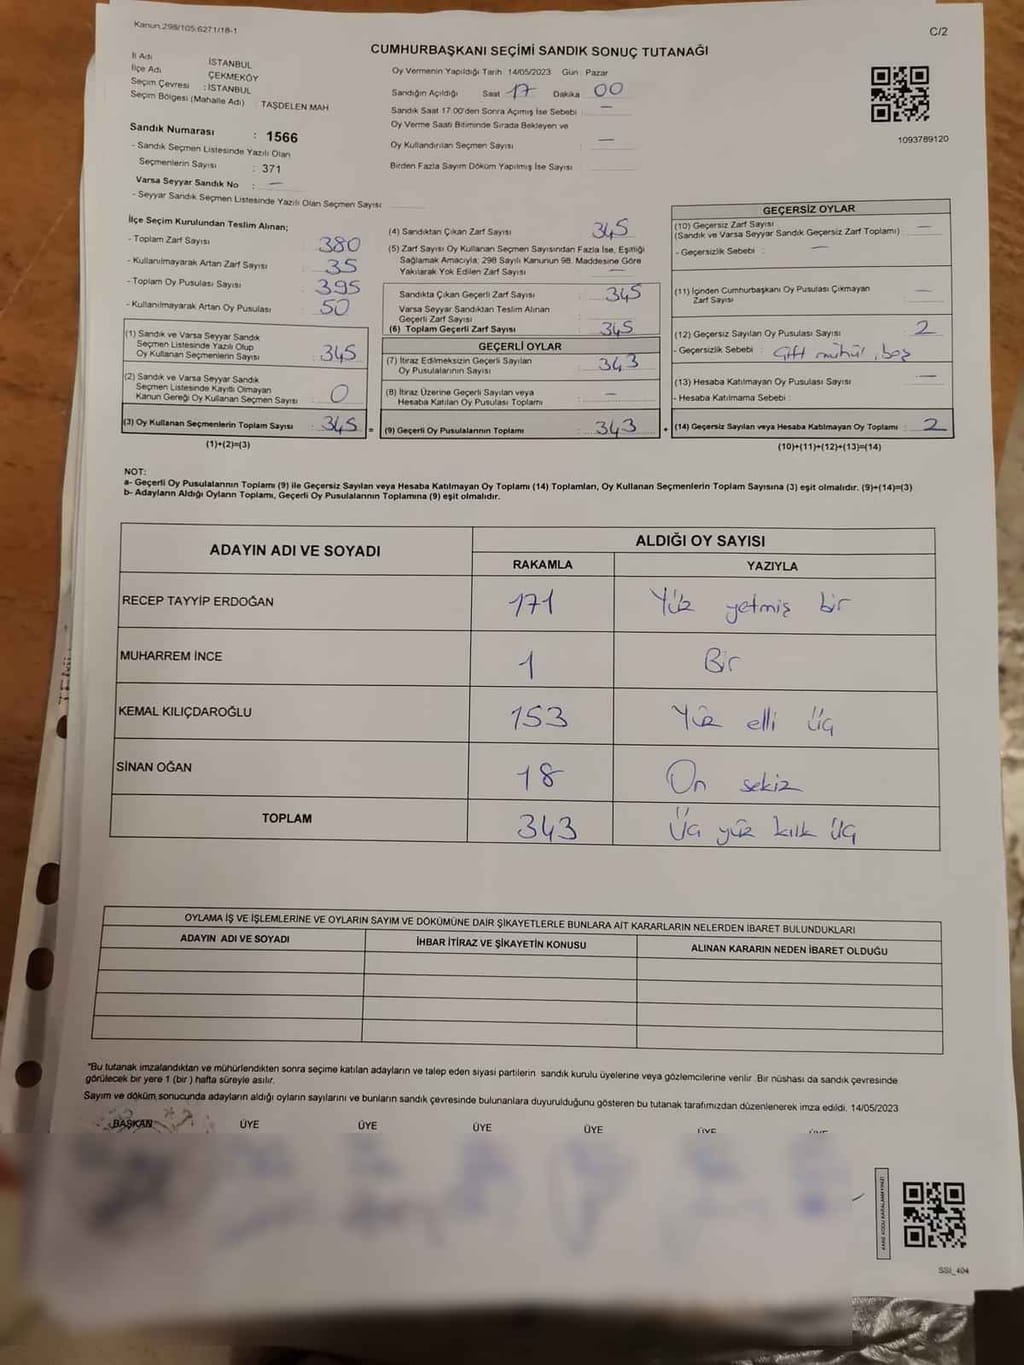 Kanun.298/105:6271/18-1
C/2
CUMHURBAŞKANI SEÇİMİ SANDIK SONUÇ TUTANAĞI
İl Adı İSTANBUL
İlçe Adı ÇEKMEKÖY
Seçim Çevresi : İSTANBUL
Seçim Bölgesi (Mahalle Adı) : TAŞDELEN MAH
Sandık Numarası : 1566
- Sandık Seçmen Listesinde Yazılı Olan
Seçmenlerin Sayısı : 371
Varsa Seyyar Sandık No : —
- Seyyar Sandık Seçmen Listesinde Yazılı Olan Seçmen Sayısı
Oy Vermenin Yapıldığı Tarih 14/05/2023 Gün : Pazar
Sandığın Açıldığı Saat 17 Dakika 00
Sandık Saat 17:00'den Sonra Açımış İse Sebebi : —
Oy Verme Saati Bitiminde Sırada Bekleyen ve
Oy Kullandırılan Seçmen Sayısı : —
Birden Fazla Sayım Döküm Yapılmış İse Sayısı :
1093789120
İlçe Seçim Kurulundan Teslim Alınan;
- Toplam Zarf Sayısı 380
- Kullanılmayarak Artan Zarf Sayısı 35
- Toplam Oy Pusulası Sayısı 395
- Kullanılmayarak Artan Oy Pusulası 50
(1) Sandık ve Varsa Seyyar Sandık
Seçmen Listesinde Yazılı Olup
Oy Kullanan Seçmenlerin Sayısı : 345
(2) Sandık ve Varsa Seyyar Sandık
Seçmen Listesinde Kayıtlı Olmayan
Kanun Gereği Oy Kullanan Seçmen Sayısı : 0
(3) Oy Kullanan Seçmenlerin Toplam Sayısı : 345 =
(1)+(2)=(3)
(4) Sandıktan Çıkan Zarf Sayısı 345
(5) Zarf Sayısı Oy Kullanan Seçmen Sayısından Fazla İse, Eşitliği
Sağlamak Amacıyla; 298 Sayılı Kanunun 98. Maddesine Göre
Yakılarak Yok Edilen Zarf Sayısı : —
Sandıkta Çıkan Geçerli Zarf Sayısı : 345
Varsa Seyyar Sandıktan Teslim Alınan
Geçerli Zarf Sayısı
(6) Toplam Geçerli Zarf Sayısı : 345
GEÇERLİ OYLAR
(7) İtiraz Edilmeksizin Geçerli Sayılan
Oy Pusulalarının Sayısı : 343
(8) İtiraz Üzerine Geçerli Sayılan veya
Hesaba Katılan Oy Pusulası Toplamı : —
(9) Geçerli Oy Pusulalarının Toplamı : 343 +
GEÇERSİZ OYLAR
(10) Geçersiz Zarf Sayısı
(Sandık ve Varsa Seyyar Sandık Geçersiz Zarf Toplamı) —
- Geçersizlik Sebebi : —
(11) İçinden Cumhurbaşkanı Oy Pusulası Çıkmayan
Zarf Sayısı : —
(12) Geçersiz Sayılan Oy Pusulası Sayısı : 2
- Geçersizlik Sebebi : Çift mühür, boş
(13) Hesaba Katılmayan Oy Pusulası Sayısı : —
- Hesaba Katılmama Sebebi :
(14) Geçersiz Sayılan veya Hesaba Katılmayan Oy Toplamı : 2
(10)+(11)+(12)+(13)=(14)
NOT:
a- Geçerli Oy Pusulalarının Toplamı (9) ile Geçersiz Sayılan veya Hesaba Katılmayan Oy Toplamı (14) Toplamları, Oy Kullanan Seçmenlerin Toplam Sayısına (3) eşit olmalıdır. (9)+(14)=(3)
b- Adayların Aldığı Oyların Toplamı, Geçerli Oy Pusulalarının Toplamına (9) eşit olmalıdır.
ADAYIN ADI VE SOYADI ALDIĞI OY SAYISI
RAKAMLA YAZIYLA
RECEP TAYYİP ERDOĞAN 171 Yüz yetmiş bir
MUHARREM İNCE 1 Bir
KEMAL KILIÇDAROĞLU 153 Yüz elli üç
SİNAN OĞAN 18 On sekiz
TOPLAM 343 Üç yüz kırk üç
OYLAMA İŞ VE İŞLEMLERİNE VE OYLARIN SAYIM VE DÖKÜMÜNE DAİR ŞİKAYETLERLE BUNLARA AİT KARARLARIN NELERDEN İBARET BULUNDUKLARI
ADAYIN ADI VE SOYADI İHBAR İTİRAZ VE ŞİKAYETİN KONUSU ALINAN KARARIN NEDEN İBARET OLDUĞU
*Bu tutanak imzalandıktan ve mühürlendikten sonra seçime katılan adayların ve talep eden siyasi partilerin sandık kurulu üyelerine veya gözlemcilerine verilir. Bir nüshası da sandık çevresinde
görülecek bir yere 1 (bir) hafta süreyle asılır.
Sayım ve döküm sonucunda adayların aldığı oyların sayılarını ve bunların sandık çevresinde bulunanlara duyurulduğunu gösteren bu tutanak tarafımızdan düzenlenerek imza edildi. 14/05/2023
BAŞKAN ÜYE ÜYE ÜYE ÜYE ÜYE
SSI_404